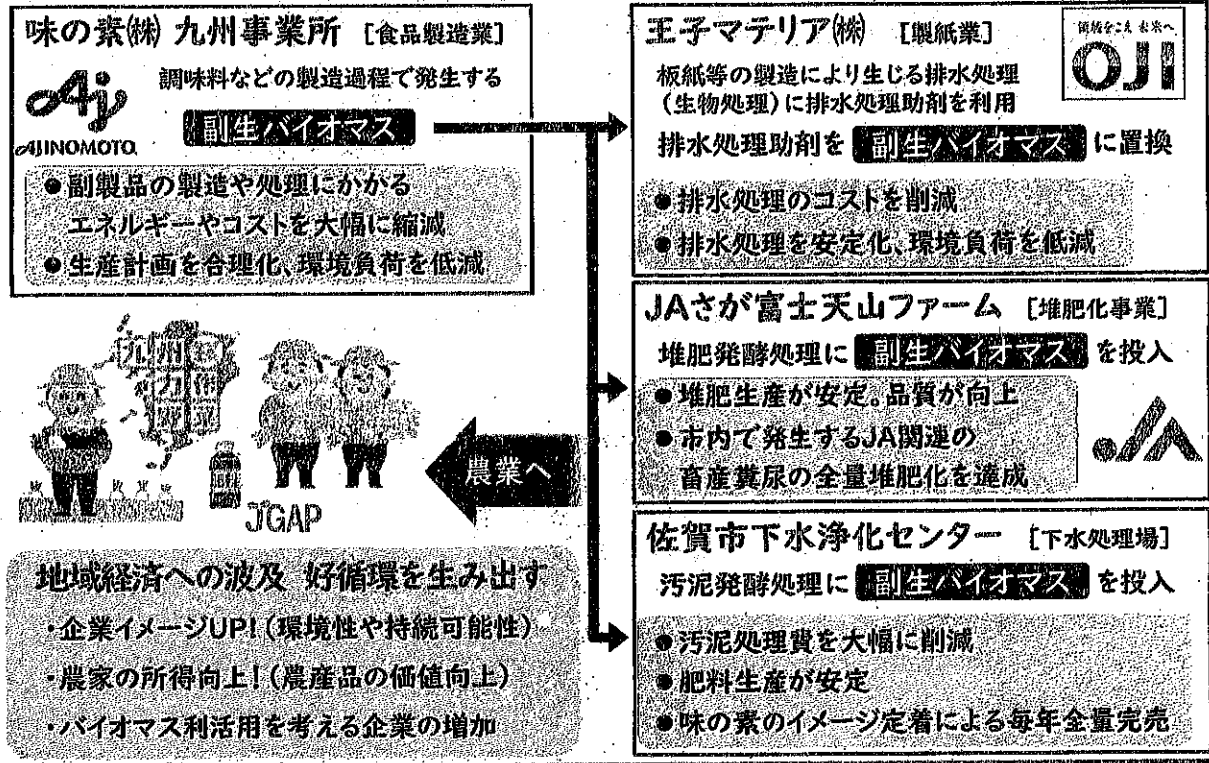 味の素㈱ 九州事業所 [食品製造業]
調味料などの製造過程で発生する
Aj
AJINOMOTO
副生バイオマス
●副製品の製造や処理にかかる
エネルギーやコストを大幅に縮減
●生産計画を合理化、環境負荷を低減
王子マテリア㈱ [製紙業]
領域をこえ 未来へ
OJI
板紙等の製造により生じる排水処理
(生物処理)に排水処理助剤を利用
排水処理助剤を 副生バイオマス に置換
●排水処理のコストを削減
●排水処理を安定化、環境負荷を低減
JAさが富士天山ファーム [堆肥化事業]
堆肥発酵処理に 副生バイオマス を投入
●堆肥生産が安定。品質が向上
●市内で発生するJA関連の
畜産糞尿の全量堆肥化を達成
JA
佐賀市下水浄化センター [下水処理場]
汚泥発酵処理に 副生バイオマス を投入
●汚泥処理費を大幅に削減
●肥料生産が安定
●味の素のイメージ定着による毎年全量完売
農業へ
九州
力作
野菜
J'GAP
地域経済への波及 好循環を生み出す
・企業イメージUP!(環境性や持続可能性)
・農家の所得向上!(農産品の価値向上)
・バイオマス利活用を考える企業の増加